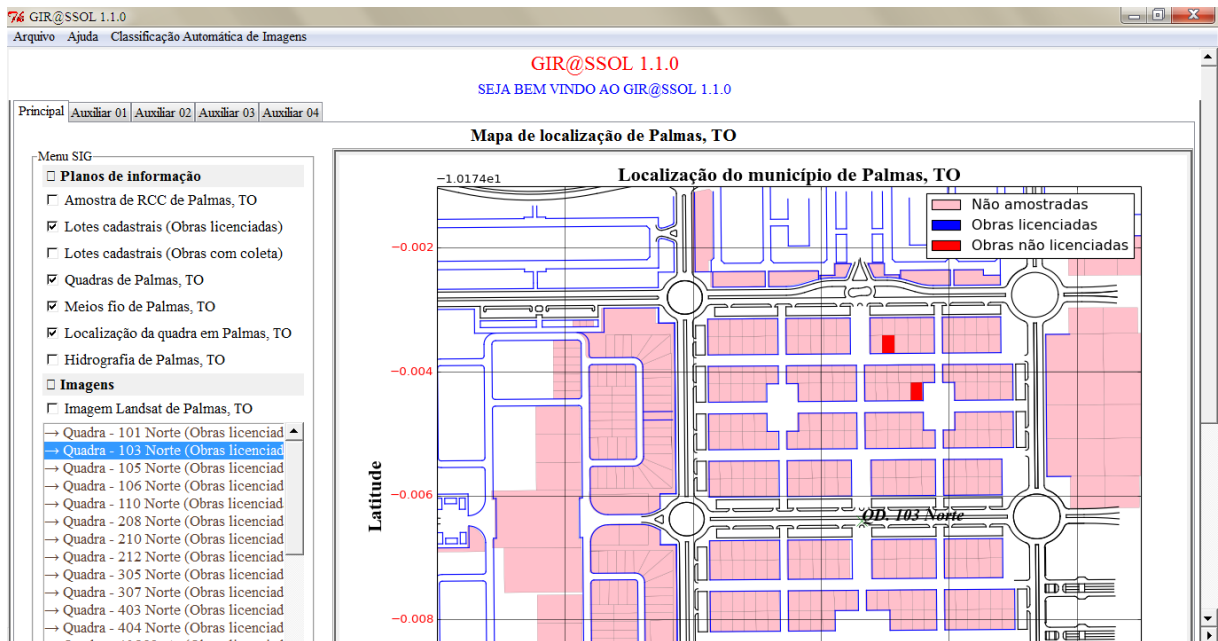 GIR@SSOL 1.1.0
Arquivo Ajuda Classificação Automática de Imagens
GIR@SSOL 1.1.0
SEJA BEM VINDO AO GIR@SSOL 1.1.0
Principal Auxiliar 01 Auxiliar 02 Auxiliar 03 Auxiliar 04
Mapa de localização de Palmas, TO
Menu SIG
Planos de informação
Amostra de RCC de Palmas, TO
Lotes cadastrais (Obras licenciadas)
Lotes cadastrais (Obras com coleta)
Quadras de Palmas, TO
Meios fio de Palmas, TO
Localização da quadra em Palmas, TO
Hidrografia de Palmas, TO
Imagens
Imagem Landsat de Palmas, TO
→ Quadra - 101 Norte (Obras licenciad
→ Quadra - 103 Norte (Obras licenciad
→ Quadra - 105 Norte (Obras licenciad
→ Quadra - 106 Norte (Obras licenciad
→ Quadra - 110 Norte (Obras licenciad
→ Quadra - 208 Norte (Obras licenciad
→ Quadra - 210 Norte (Obras licenciad
→ Quadra - 212 Norte (Obras licenciad
→ Quadra - 305 Norte (Obras licenciad
→ Quadra - 307 Norte (Obras licenciad
→ Quadra - 403 Norte (Obras licenciad
→ Quadra - 404 Norte (Obras licenciad
Localização do município de Palmas, TO
−1.0174e1
Não amostradas
Obras licenciadas
Obras não licenciadas
−0.002
−0.004
−0.006
−0.008
Latitude
QD. 103 Norte